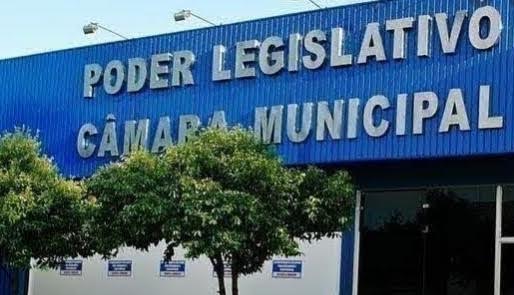 PODER LEGISLATIVO
CÂMARA MUNICIPAL